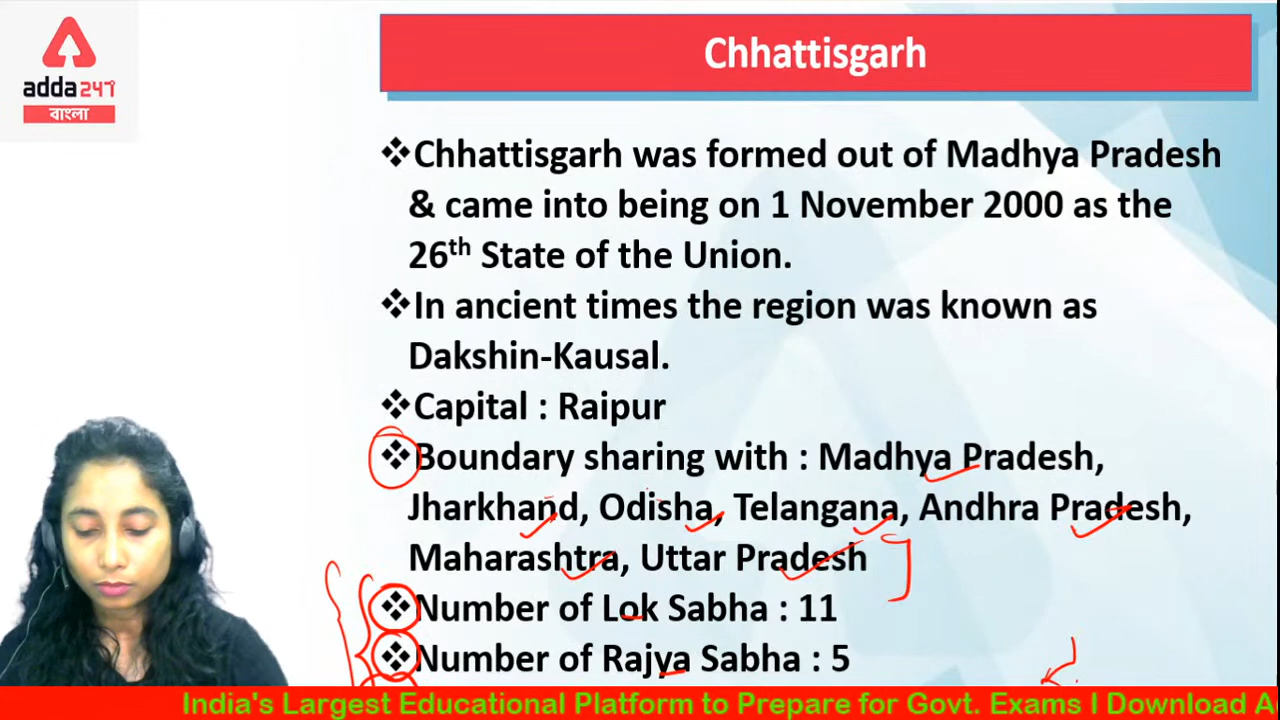 adda247
বাংলা
Chhattisgarh
❖Chhattisgarh was formed out of Madhya Pradesh
& came into being on 1 November 2000 as the
26th State of the Union.
❖In ancient times the region was known as
Dakshin-Kausal.
❖Capital : Raipur
❖Boundary sharing with : Madhya Pradesh,
Jharkhand, Odisha, Telangana, Andhra Pradesh,
Maharashtra, Uttar Pradesh
❖Number of Lok Sabha : 11
❖Number of Rajya Sabha : 5
India's Largest Educational Platform to Prepare for Govt. Exams I Download A